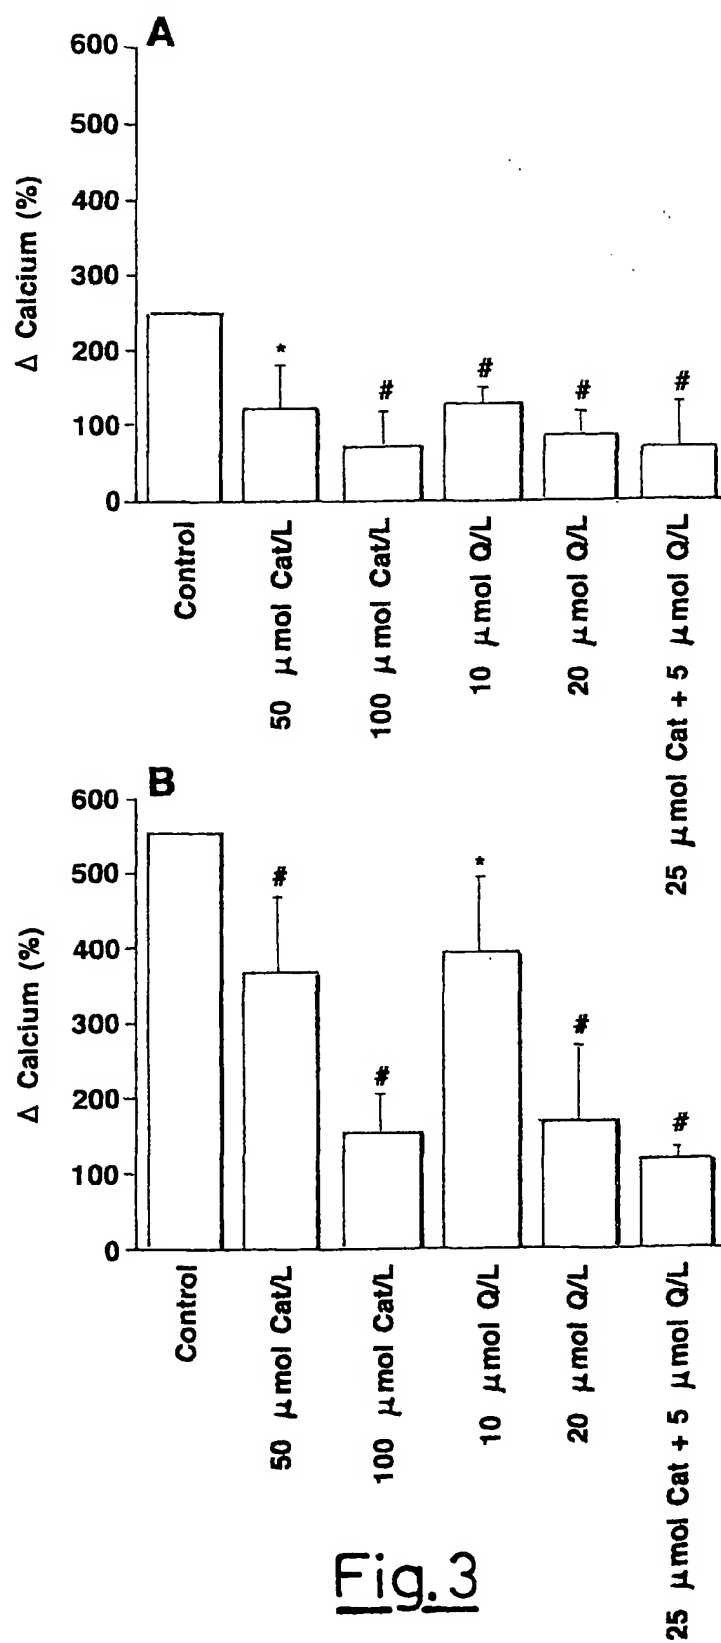 A
600
500
400
300
200
100
0
Δ Calcium (%)
*
#
#
#
#
Control
50 μmol Cat/L
100 μmol Cat/L
10 μmol Q/L
20 μmol Q/L
25 μmol Cat + 5 μmol Q/L
B
600
500
400
300
200
100
0
Δ Calcium (%)
#
#
*
#
#
Control
50 μmol Cat/L
100 μmol Cat/L
10 μmol Q/L
20 μmol Q/L
25 μmol Cat + 5 μmol Q/L
Fig.3